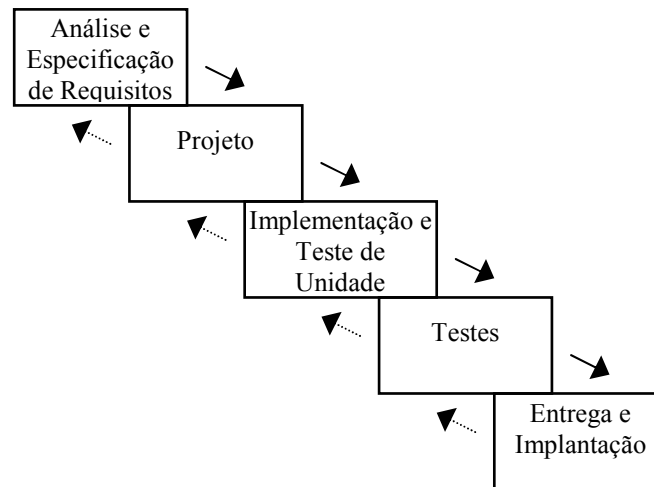 Análise e
Especificação
de Requisitos
Projeto
Implementação e
Teste de
Unidade
Testes
Entrega e
Implantação